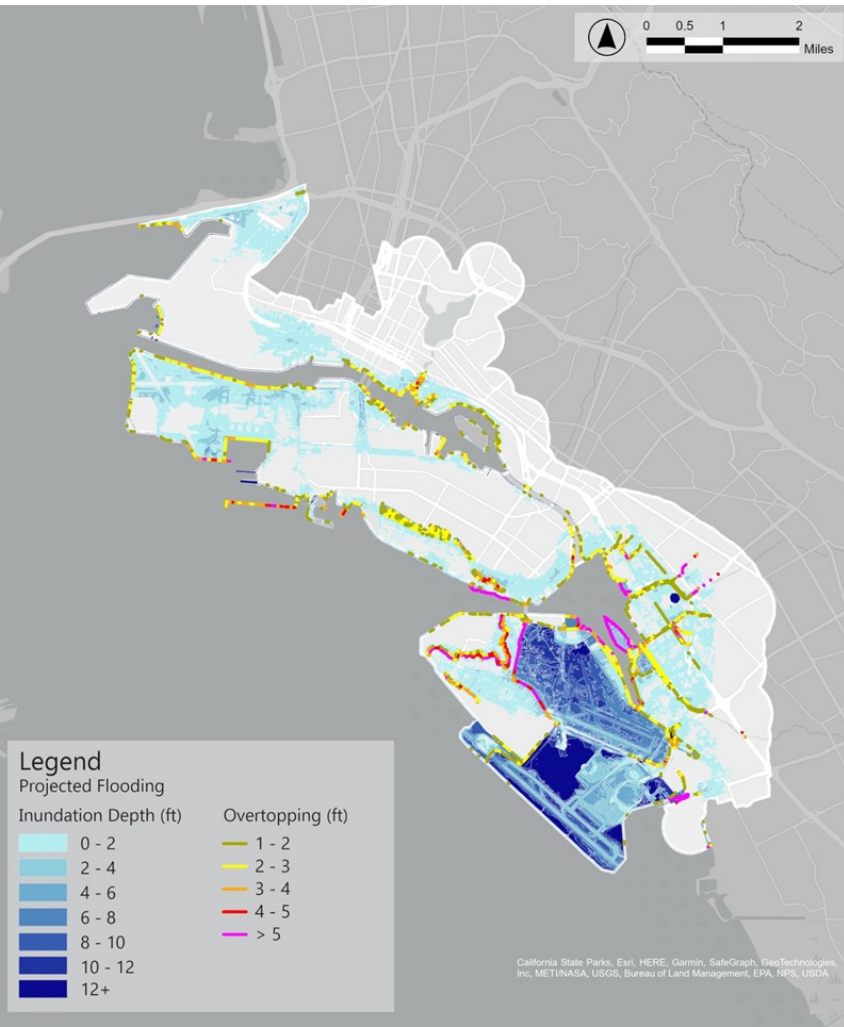 0 0.5 1 2
Miles
Legend
Projected Flooding
Inundation Depth (ft)
0 - 2
2 - 4
4 - 6
6 - 8
8 - 10
10 - 12
12+
Overtopping (ft)
1 - 2
2 - 3
3 - 4
4 - 5
> 5
California State Parks, Esri, HERE, Garmin, SafeGraph, GeoTechnologies,
Inc, METI/NASA, USGS, Bureau of Land Management, EPA, NPS, USDA